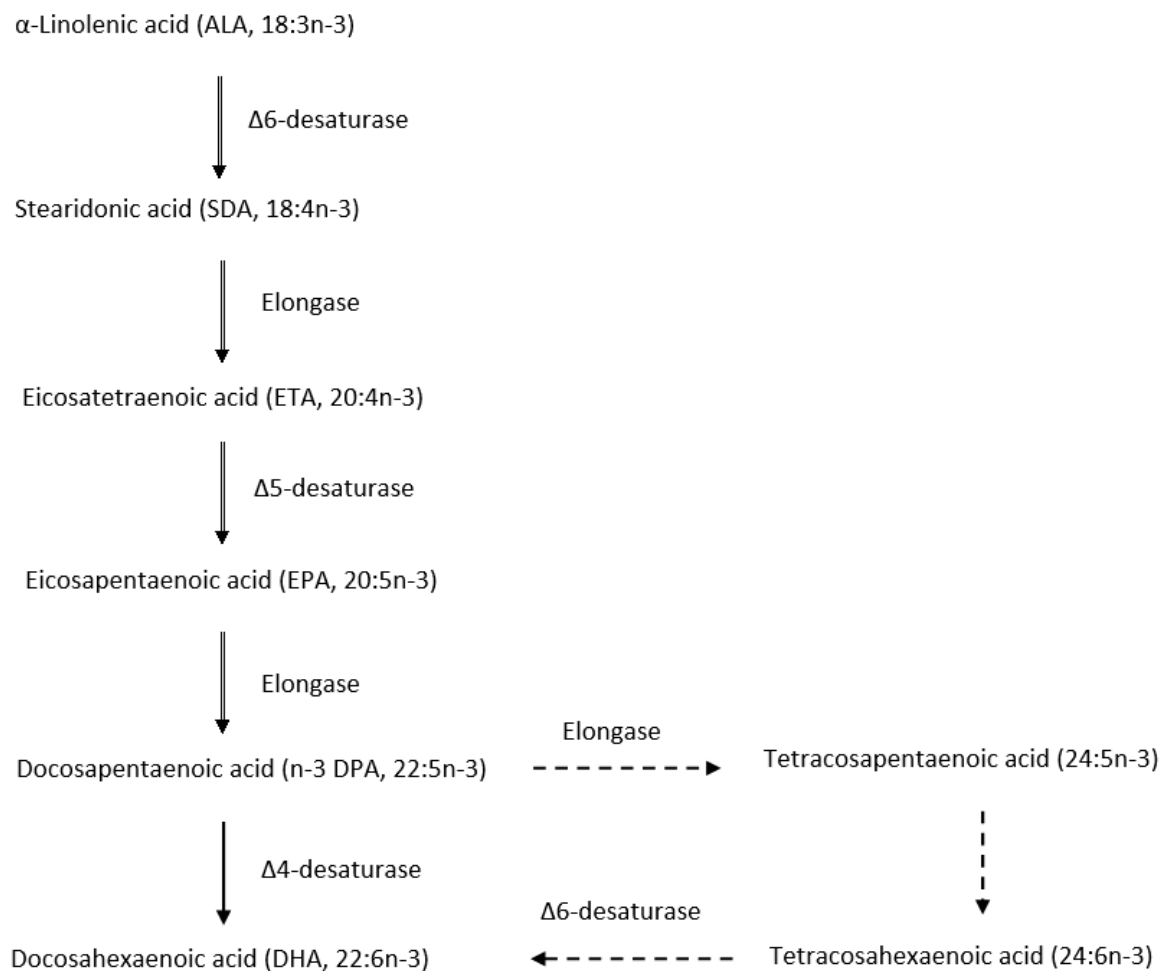 α-Linolenic acid (ALA, 18:3n-3)
Δ6-desaturase
Stearidonic acid (SDA, 18:4n-3)
Elongase
Eicosatetraenoic acid (ETA, 20:4n-3)
Δ5-desaturase
Eicosapentaenoic acid (EPA, 20:5n-3)
Elongase
Elongase
Docosapentaenoic acid (n-3 DPA, 22:5n-3)
Tetracosapentaenoic acid (24:5n-3)
Δ4-desaturase
Δ6-desaturase
Docosahexaenoic acid (DHA, 22:6n-3)
Tetracosahexaenoic acid (24:6n-3)